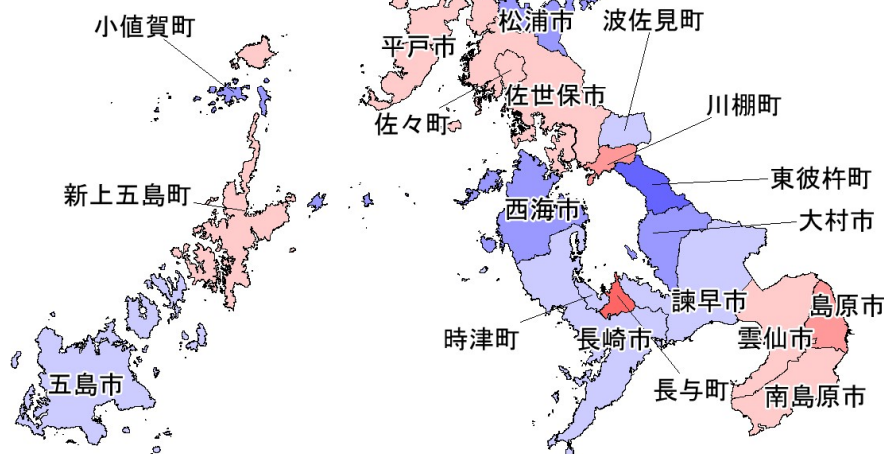 小値賀町
平戸市
松浦市
波佐見町
佐々町
佐世保市
川棚町
新上五島町
西海市
東彼杵町
大村市
時津町
長崎市
諫早市
島原市
雲仙市
五島市
長与町
南島原市